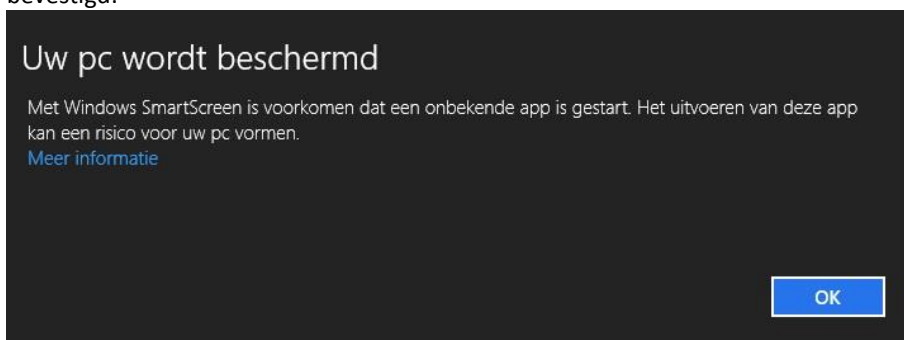 Uw pc wordt beschermd
Met Windows SmartScreen is voorkomen dat een onbekende app is gestart. Het uitvoeren van deze app
kan een risico voor uw pc vormen.
Meer informatie
OK